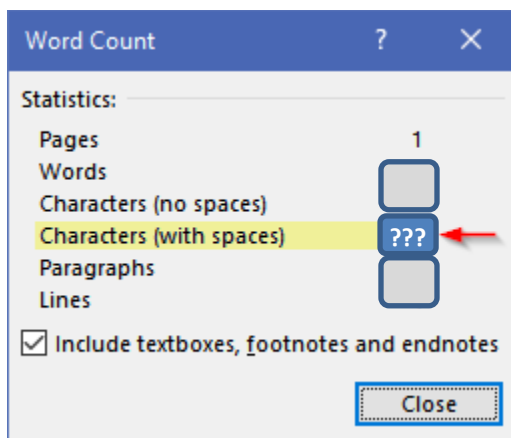 Word Count ? ×
Statistics:
Pages 1
Words
Characters (no spaces)
Characters (with spaces) ???
Paragraphs
Lines
Include textboxes, footnotes and endnotes
Close